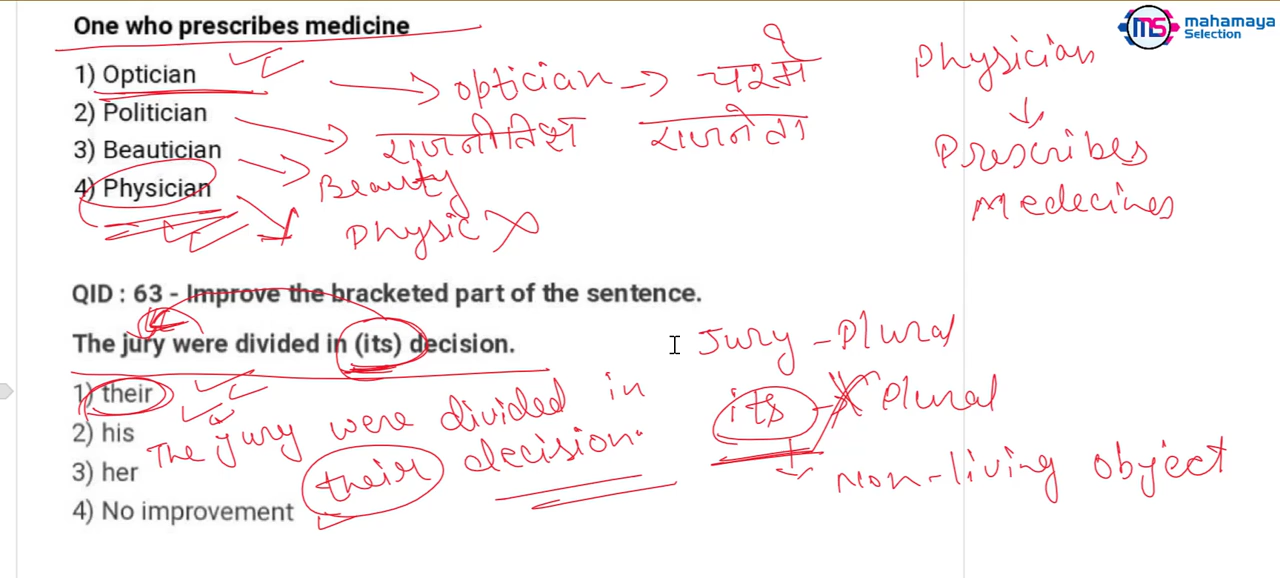 One who prescribes medicine
MS mahamaya Selection
1) Optician
optician → चश्मे
Physician
2) Politician
राजनीतिज्ञ
राजनेता
Prescribes
3) Beautician
Beauty
4) Physician
Medecines
Physic X
QID : 63 - Improve the bracketed part of the sentence.
The jury were divided in (its) decision.
Jury - Plural
1) their
its - Plural
2) his
The jury were divided in
their decision.
3) her
Non-living object
4) No improvement